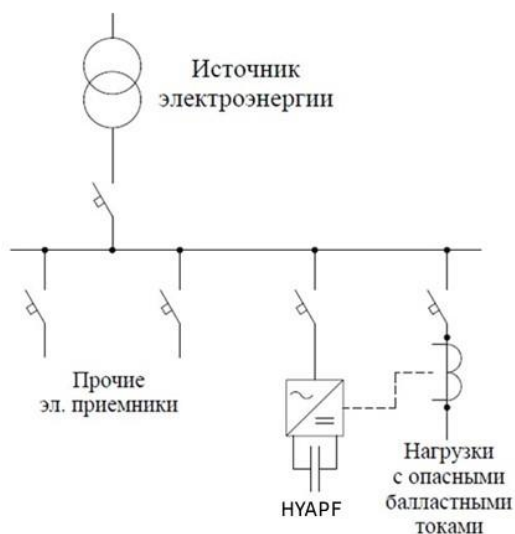 Источник
электроэнергии
Прочие
эл. приемники
HYAPF
Нагрузки
с опасными
балластными
токами